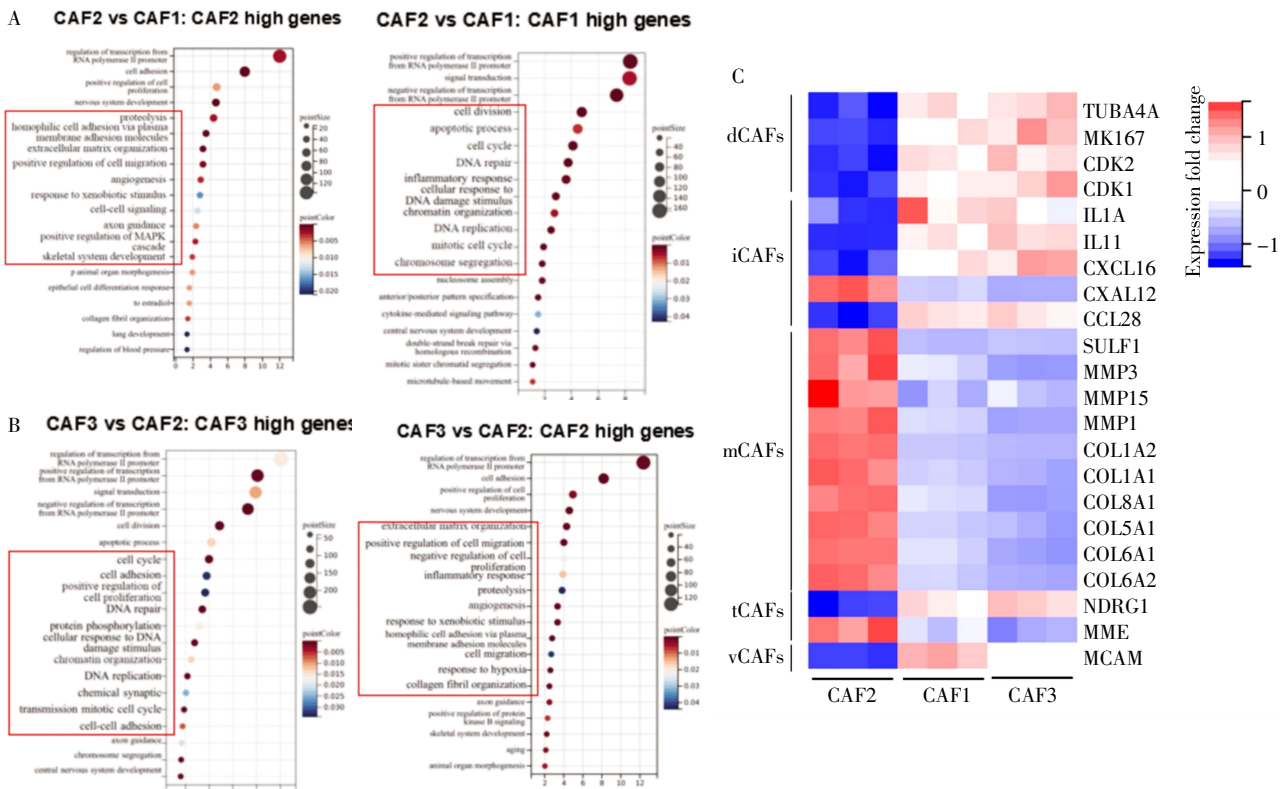 A
CAF2 vs CAF1: CAF2 high genes
regulation of transcription from
RNA polymerase II promoter
cell adhesion
positive regulation of cell
proliferation
nervous system development
proteolysis
homophilic cell adhesion via plasma
membrane adhesion molecules
extracellular matrix organization
positive regulation of cell migration
angiogenesis
response to xenobiotic stimulus
cell-cell signaling
axon guidance
positive regulation of MAPK
cascade
skeletal system development
p animal organ morphogenesis
epithelial cell differentiation response
to estradiol
collagen fibril organization
lung development
regulation of blood pressure
0 2 4 6 8 10 12
pointSize
20
40
60
80
100
120
pointColor
0.005
0.010
0.015
0.020
CAF2 vs CAF1: CAF1 high genes
positive regulation of transcription
from RNA polymerase II promoter
signal transduction
negative regulation of transcription
from RNA polymerase II promoter
cell division
apoptotic process
cell cycle
DNA repair
inflammatory response
cellular response to
DNA damage stimulus
chromatin organization
DNA replication
mitotic cell cycle
chromosome segregation
nucleosome assembly
anterior/posterior pattern specification
cytokine-mediated signaling pathway
central nervous system development
double-strand break repair via
homologous recombination
mitotic sister chromatid segregation
microtubule-based movement
2 4 6 8
pointSize
40
60
80
100
120
140
160
pointColor
0.01
0.02
0.03
0.04
B
CAF3 vs CAF2: CAF3 high genes
regulation of transcription from
RNA polymerase II promoter
positive regulation of transcription
from RNA polymerase II promoter
signal transduction
negative regulation of transcription
from RNA polymerase II promoter
cell division
apoptotic process
cell cycle
cell adhesion
positive regulation of
cell proliferation
DNA repair
protein phosphorylation
cellular response to DNA
damage stimulus
chromatin organization
DNA replication
chemical synaptic
transmission mitotic cell cycle
cell-cell adhesion
axon guidance
chromosome segregation
central nervous system development
pointSize
50
100
150
200
pointColor
0.005
0.010
0.015
0.020
0.025
0.030
CAF3 vs CAF2: CAF2 high genes
regulation of transcription from
RNA polymerase II promoter
cell adhesion
positive regulation of cell
proliferation
nervous system development
extracellular matrix organization
positive regulation of cell migration
negative regulation of cell
proliferation
inflammatory response
proteolysis
angiogenesis
response to xenobiotic stimulus
homophilic cell adhesion via plasma
membrane adhesion molecules
cell migration
response to hypoxia
collagen fibril organization
axon guidance
positive regulation of protein
kinase B signaling
skeletal system development
aging
animal organ morphogenesis
2 4 6 8 10 12
pointSize
20
40
60
80
100
120
pointColor
0.01
0.02
0.03
0.04
C
dCAFs
iCAFs
mCAFs
tCAFs
vCAFs
TUBA4A
MK167
CDK2
CDK1
IL1A
IL11
CXCL16
CXAL12
CCL28
SULF1
MMP3
MMP15
MMP1
COL1A2
COL1A1
COL8A1
COL5A1
COL6A1
COL6A2
NDRG1
MME
MCAM
CAF2 CAF1 CAF3
Expression fold change
1
0
−1